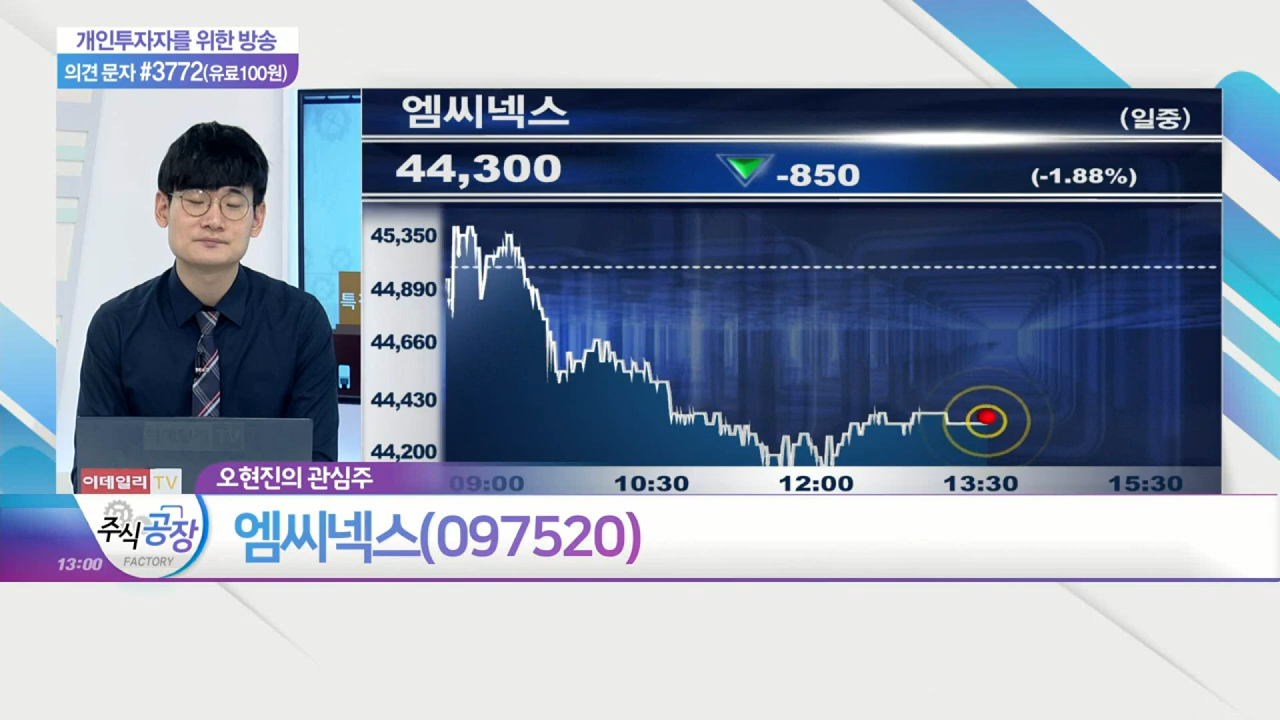 개인투자자를 위한 방송
의견 문자 #3772(유료100원)
엠씨넥스
(일중)
44,300
-850
(-1.88%)
45,350
44,890
44,660
44,430
44,200
09:00
10:30
12:00
13:30
15:30
특
이데일리 TV
오현진의 관심주
주식공장
FACTORY
13:00
엠씨넥스(097520)